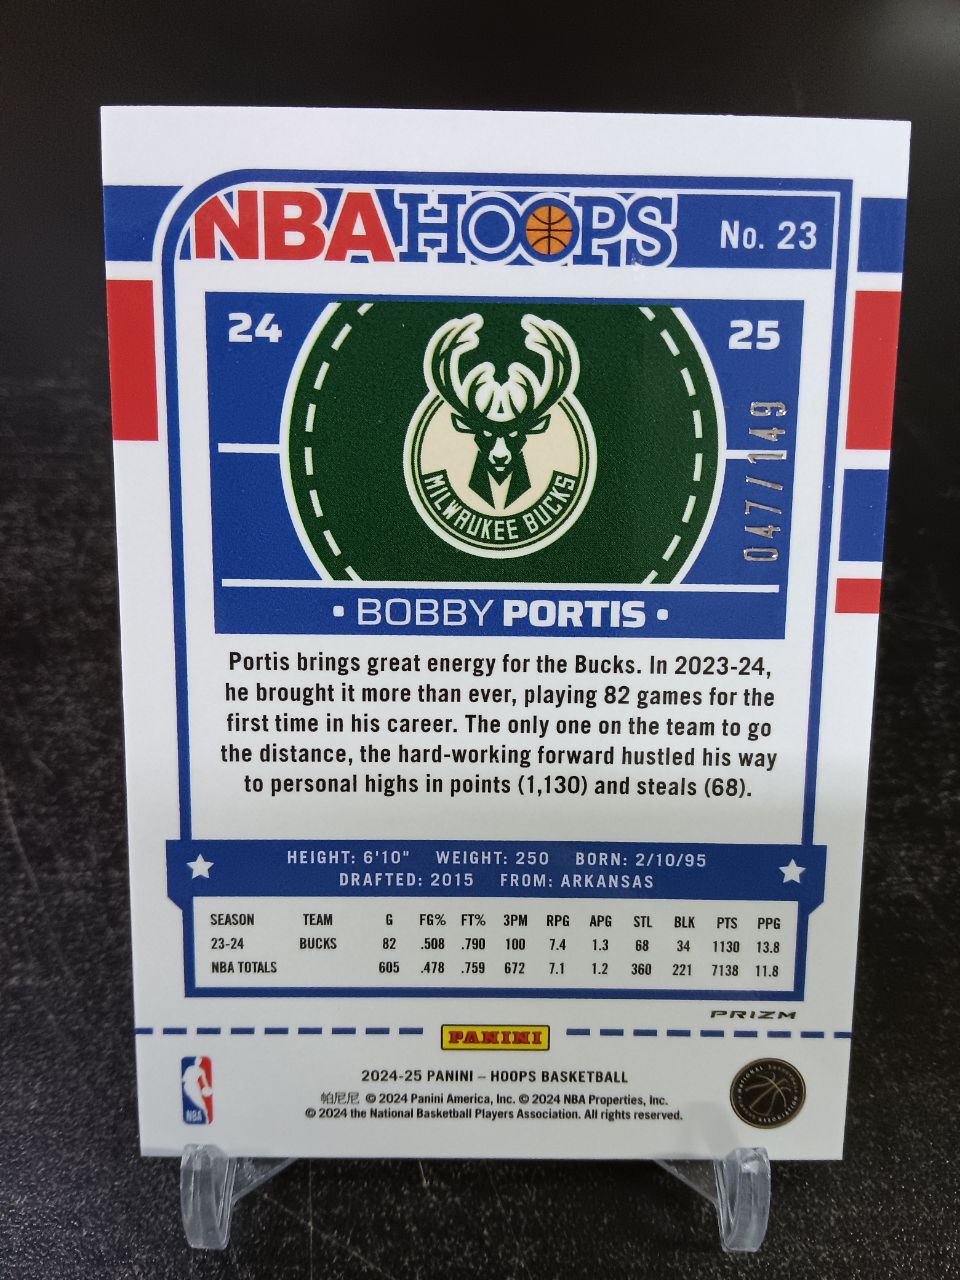 NBA HOOPS No. 23
24 25
047/149
MILWAUKEE BUCKS
• BOBBY PORTIS •
Portis brings great energy for the Bucks. In 2023-24,
he brought it more than ever, playing 82 games for the
first time in his career. The only one on the team to go
the distance, the hard-working forward hustled his way
to personal highs in points (1,130) and steals (68).
HEIGHT: 6'10" WEIGHT: 250 BORN: 2/10/95
DRAFTED: 2015 FROM: ARKANSAS
SEASON TEAM G FG% FT% 3PM RPG APG STL BLK PTS PPG
23-24 BUCKS 82 .508 .790 100 7.4 1.3 68 34 1130 13.8
NBA TOTALS 605 .478 .759 672 7.1 1.2 360 221 7138 11.8
PRIZM
PANINI
2024-25 PANINI – HOOPS BASKETBALL
帕尼尼 © 2024 Panini America, Inc. © 2024 NBA Properties, Inc.
© 2024 the National Basketball Players Association. All rights reserved.
NBA